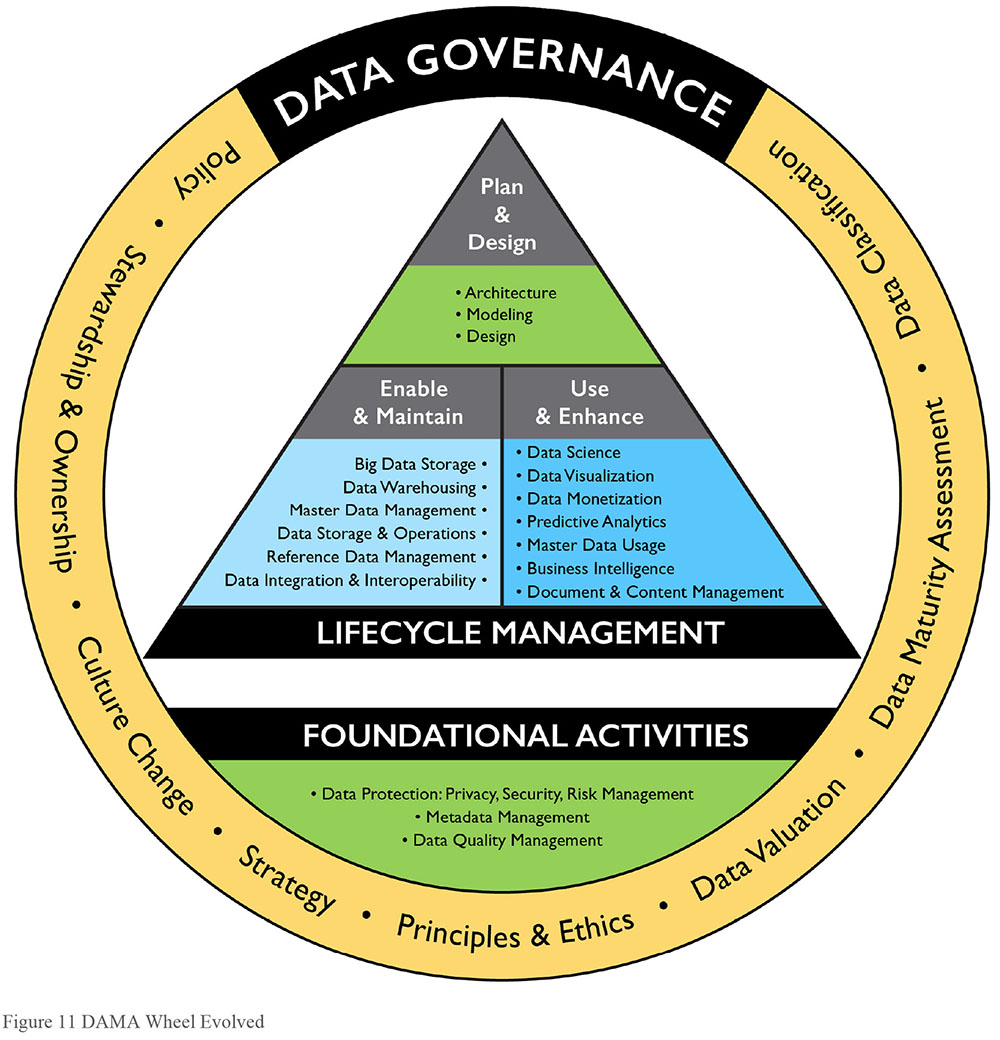 DATA GOVERNANCE
Policy • Stewardship & Ownership • Culture Change • Strategy • Principles & Ethics • Data Valuation • Data Maturity Assessment • Data Classification
Plan
&
Design
• Architecture
• Modeling
• Design
Enable
& Maintain
Big Data Storage •
Data Warehousing •
Master Data Management •
Data Storage & Operations •
Reference Data Management •
Data Integration & Interoperability •
Use
& Enhance
• Data Science
• Data Visualization
• Data Monetization
• Predictive Analytics
• Master Data Usage
• Business Intelligence
• Document & Content Management
LIFECYCLE MANAGEMENT
FOUNDATIONAL ACTIVITIES
• Data Protection: Privacy, Security, Risk Management
• Metadata Management
• Data Quality Management
Figure 11 DAMA Wheel Evolved